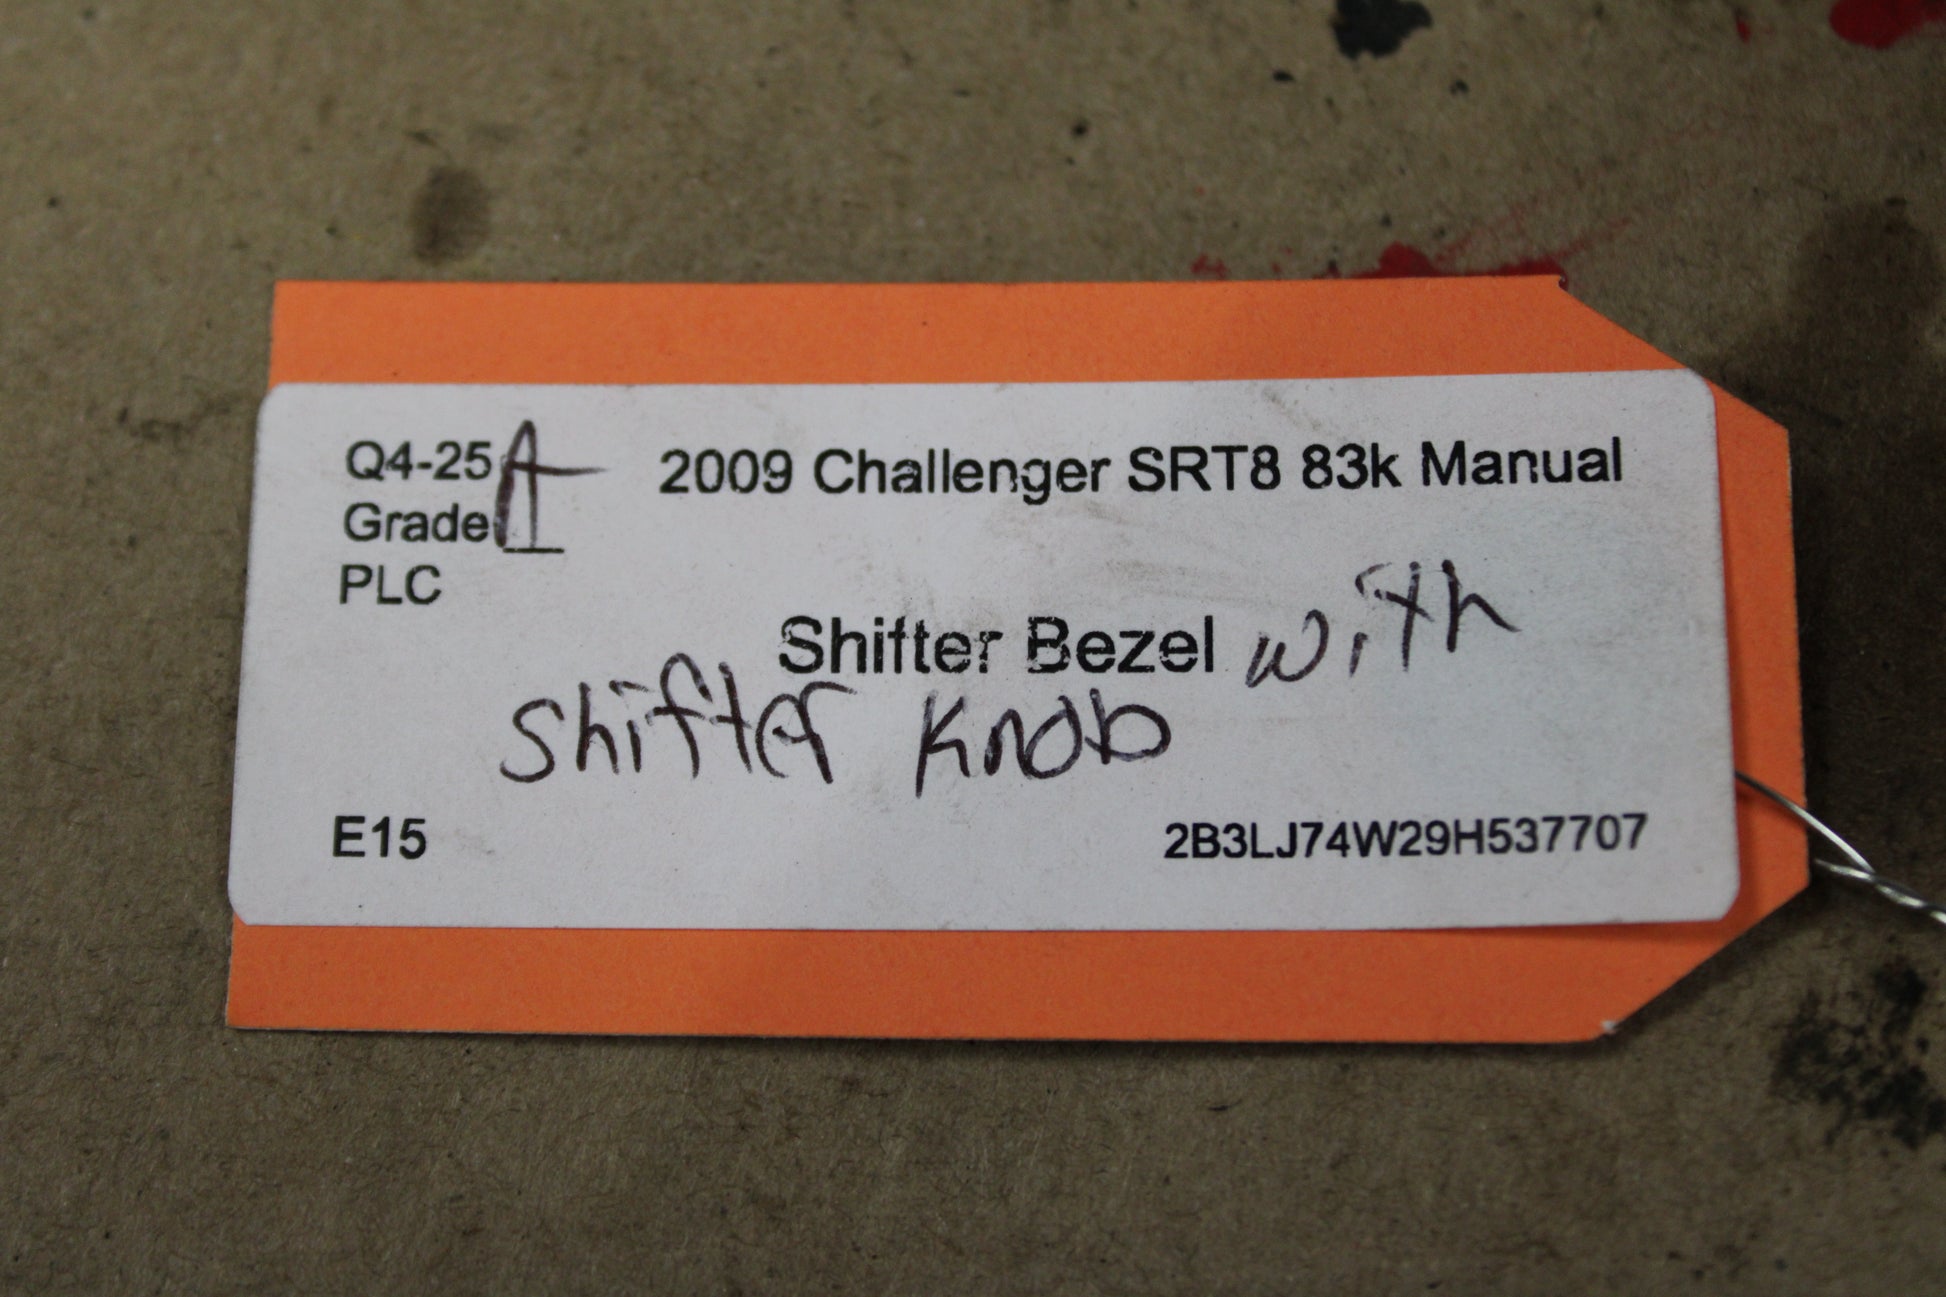 Q4-25
Grade A
PLC
2009 Challenger SRT8 83k Manual
Shifter Bezel with
Shifter Knob
E15
2B3LJ74W29H537707